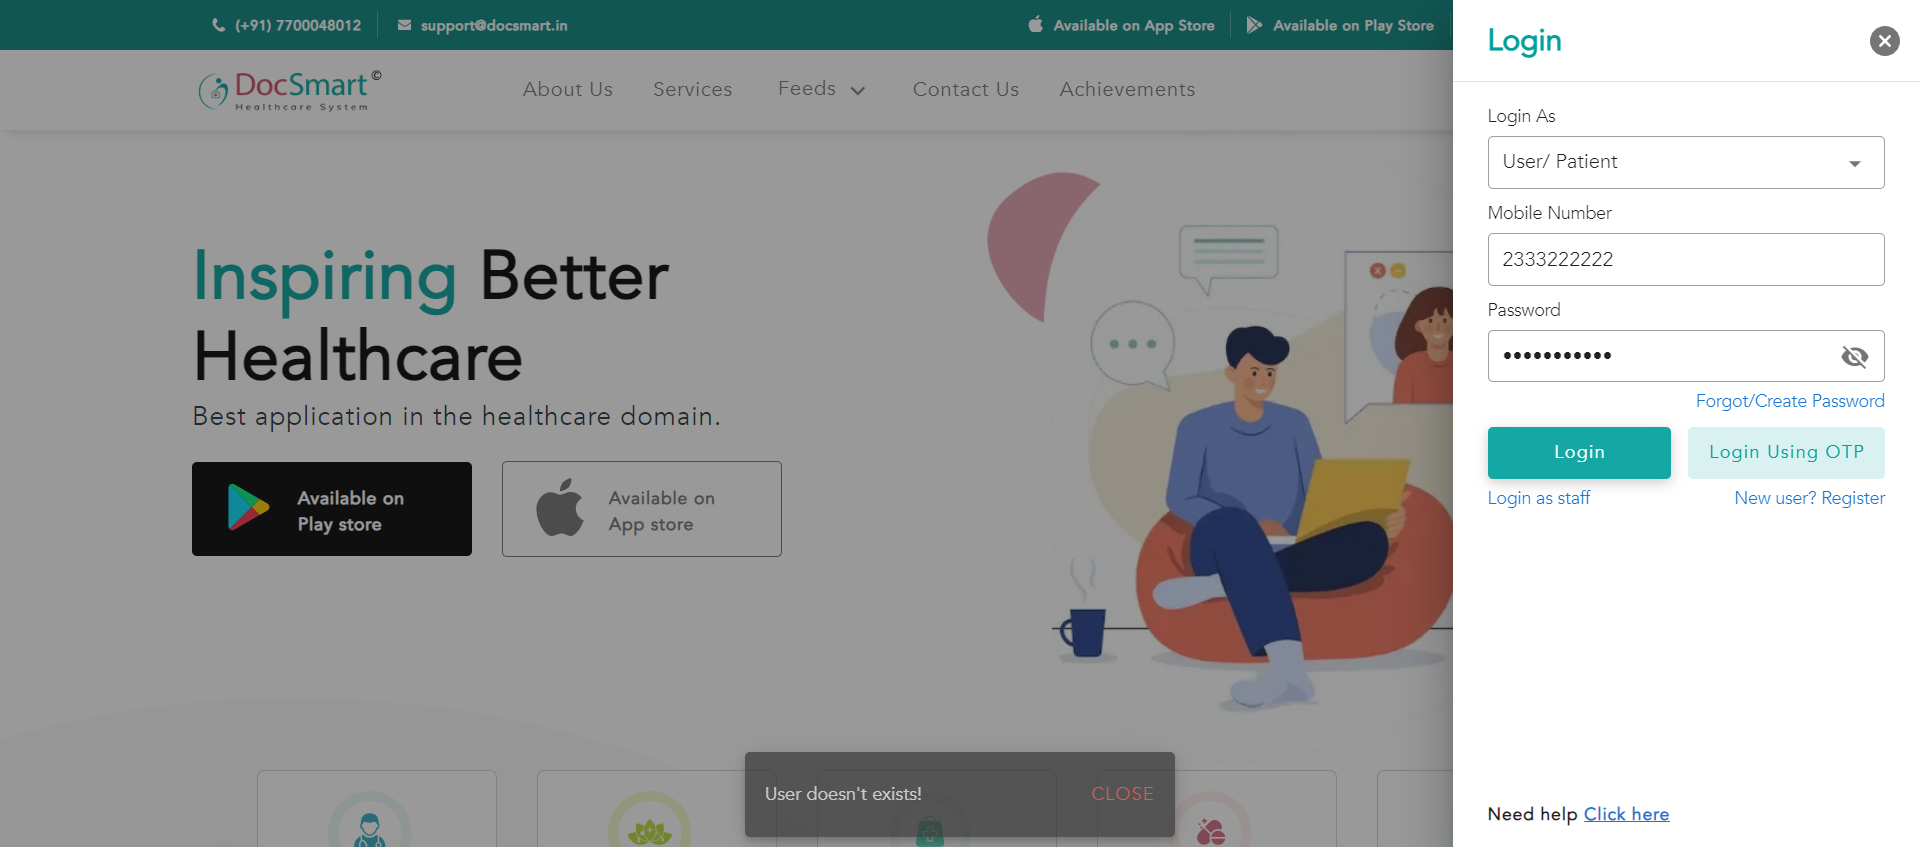 (+91) 7700048012
support@docsmart.in
Available on App Store
Available on Play Store
DocSmart©
Healthcare System
About Us
Services
Feeds
Contact Us
Achievements
Inspiring Better
Healthcare
Best application in the healthcare domain.
Available on
Play store
Available on
App store
User doesn't exists!
CLOSE
Login
Login As
User/ Patient
Mobile Number
2333222222
Password
•••••••••••
Forgot/Create Password
Login
Login Using OTP
Login as staff
New user? Register
Need help Click here